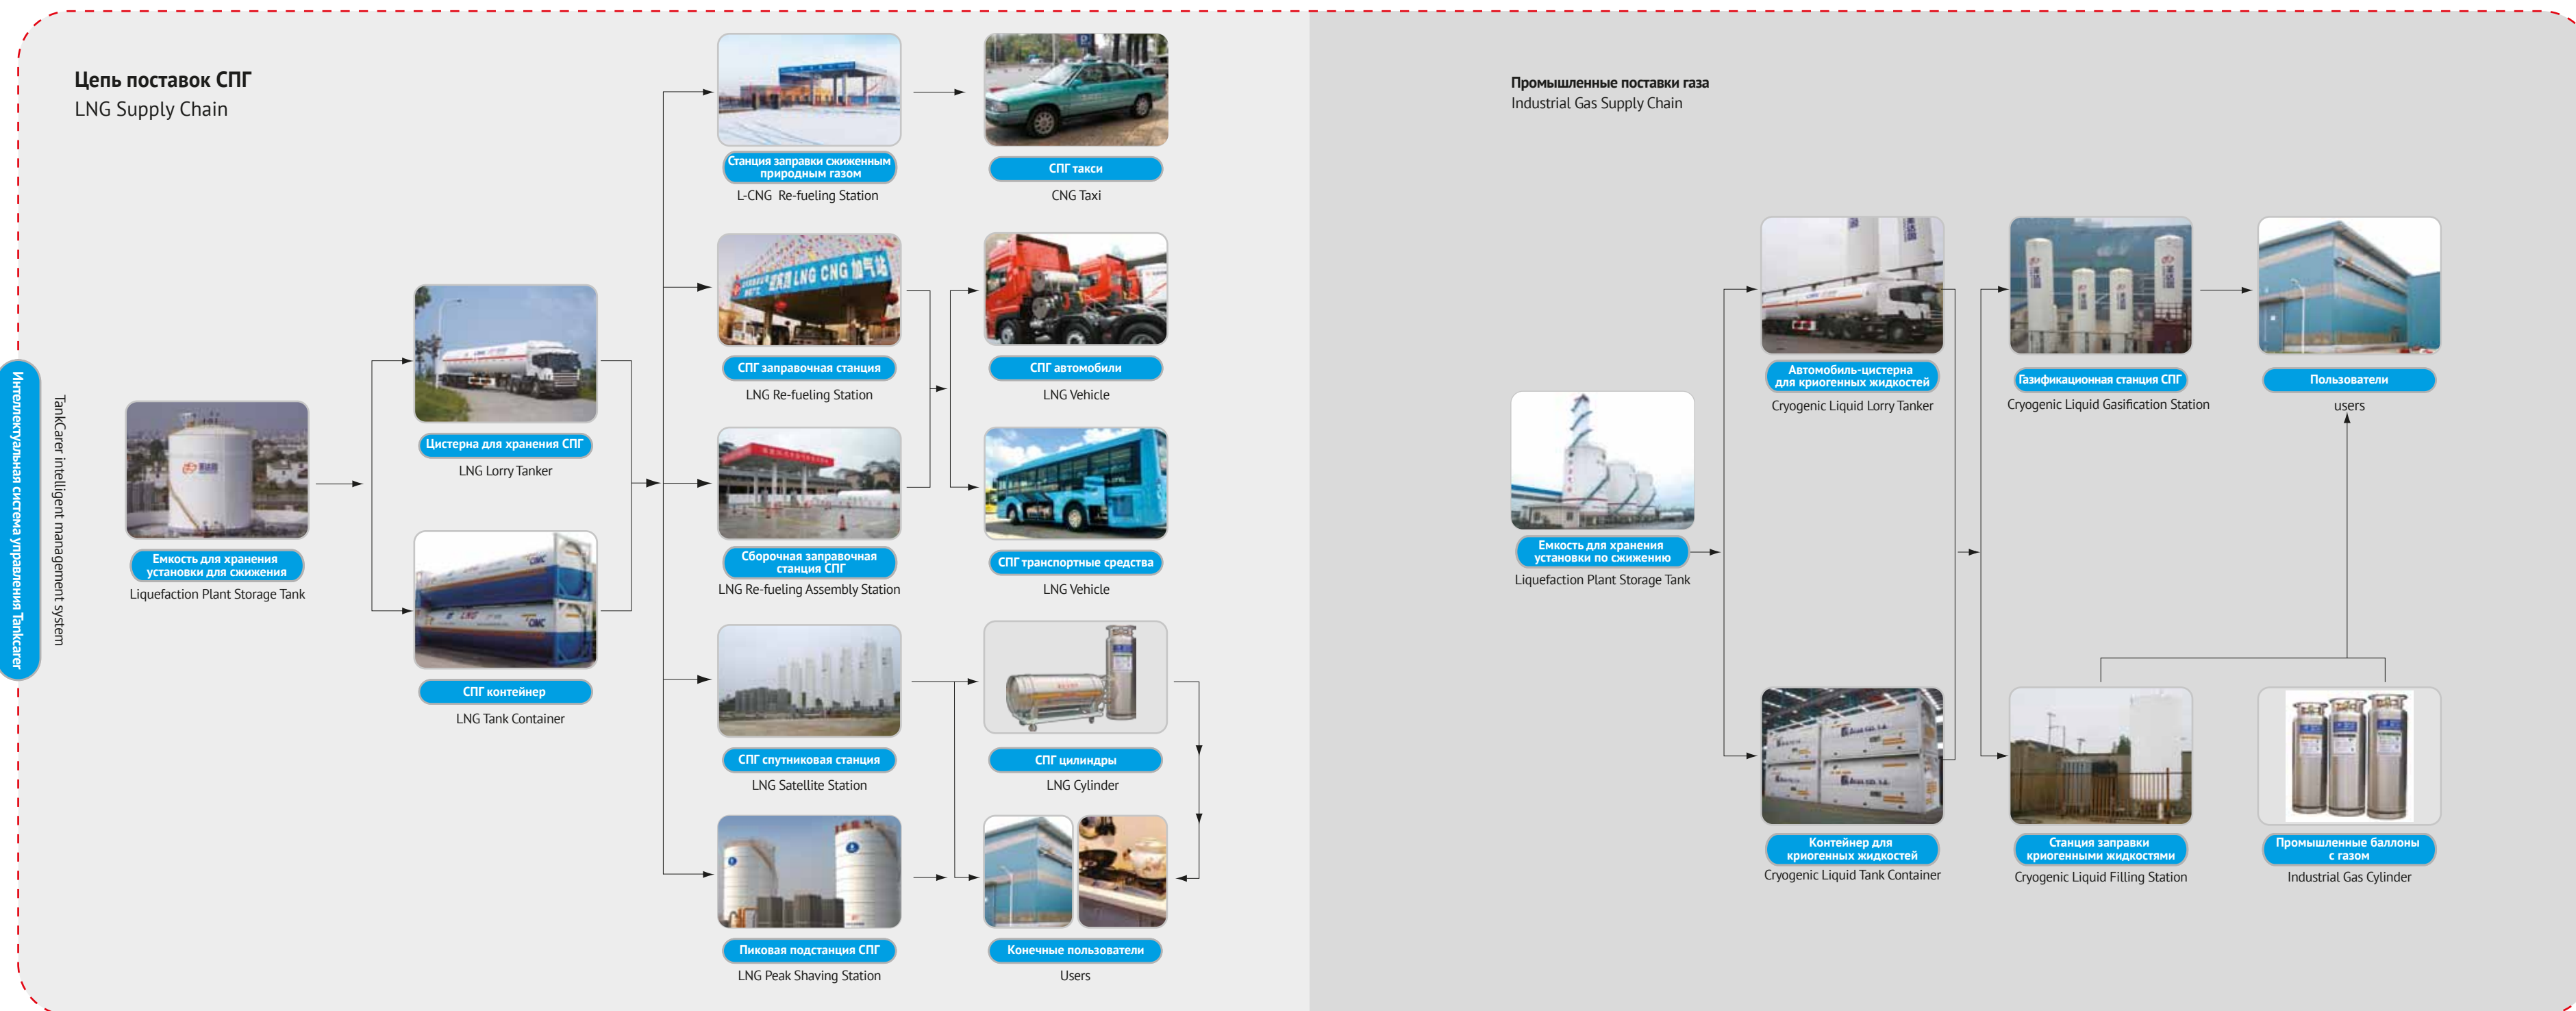 Цепь поставок СПГ
LNG Supply Chain
Интеллектуальная система управления Tankcarer
TankCarer intelligent management system
Емкость для хранения
установки для сжижения
Liquefaction Plant Storage Tank
Цистерна для хранения СПГ
LNG Lorry Tanker
LNG
CIMC
CIMC
СПГ контейнер
LNG Tank Container
Станция заправки сжиженным
природным газом
L-CNG Re-fueling Station
СПГ такси
CNG Taxi
LNG CNG 加气站
СПГ заправочная станция
LNG Re-fueling Station
СПГ автомобили
LNG Vehicle
Сборочная заправочная
станция СПГ
LNG Re-fueling Assembly Station
СПГ транспортные средства
LNG Vehicle
СПГ спутниковая станция
LNG Satellite Station
СПГ цилиндры
LNG Cylinder
Пиковая подстанция СПГ
LNG Peak Shaving Station
Конечные пользователи
Users
Промышленные поставки газа
Industrial Gas Supply Chain
Емкость для хранения
установки по сжижению
Liquefaction Plant Storage Tank
Автомобиль-цистерна
для криогенных жидкостей
Cryogenic Liquid Lorry Tanker
Газификационная станция СПГ
Cryogenic Liquid Gasification Station
Пользователи
users
Контейнер для
криогенных жидкостей
Cryogenic Liquid Tank Container
Станция заправки
криогенными жидкостями
Cryogenic Liquid Filling Station
Промышленные баллоны
с газом
Industrial Gas Cylinder